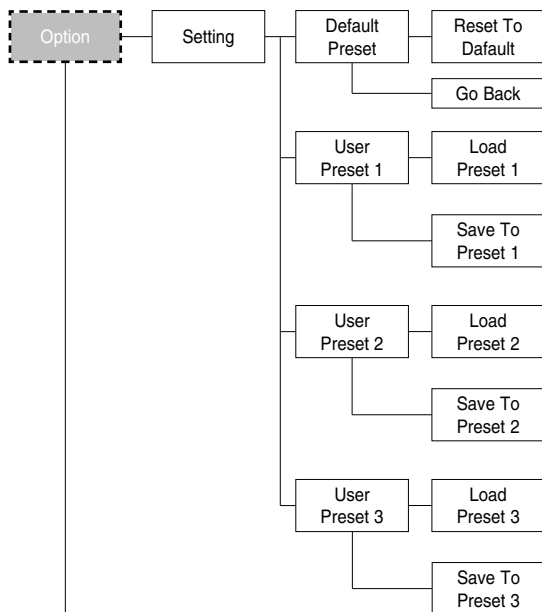 Option
Setting
Default
Preset
Reset To
Dafault
Go Back
User
Preset 1
Load
Preset 1
Save To
Preset 1
User
Preset 2
Load
Preset 2
Save To
Preset 2
User
Preset 3
Load
Preset 3
Save To
Preset 3